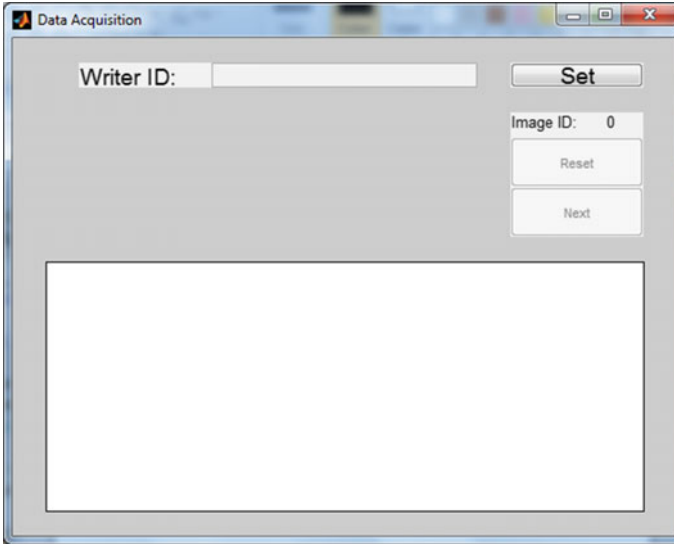 Data Acquisition
Writer ID:
Set
Image ID: 0
Reset
Next